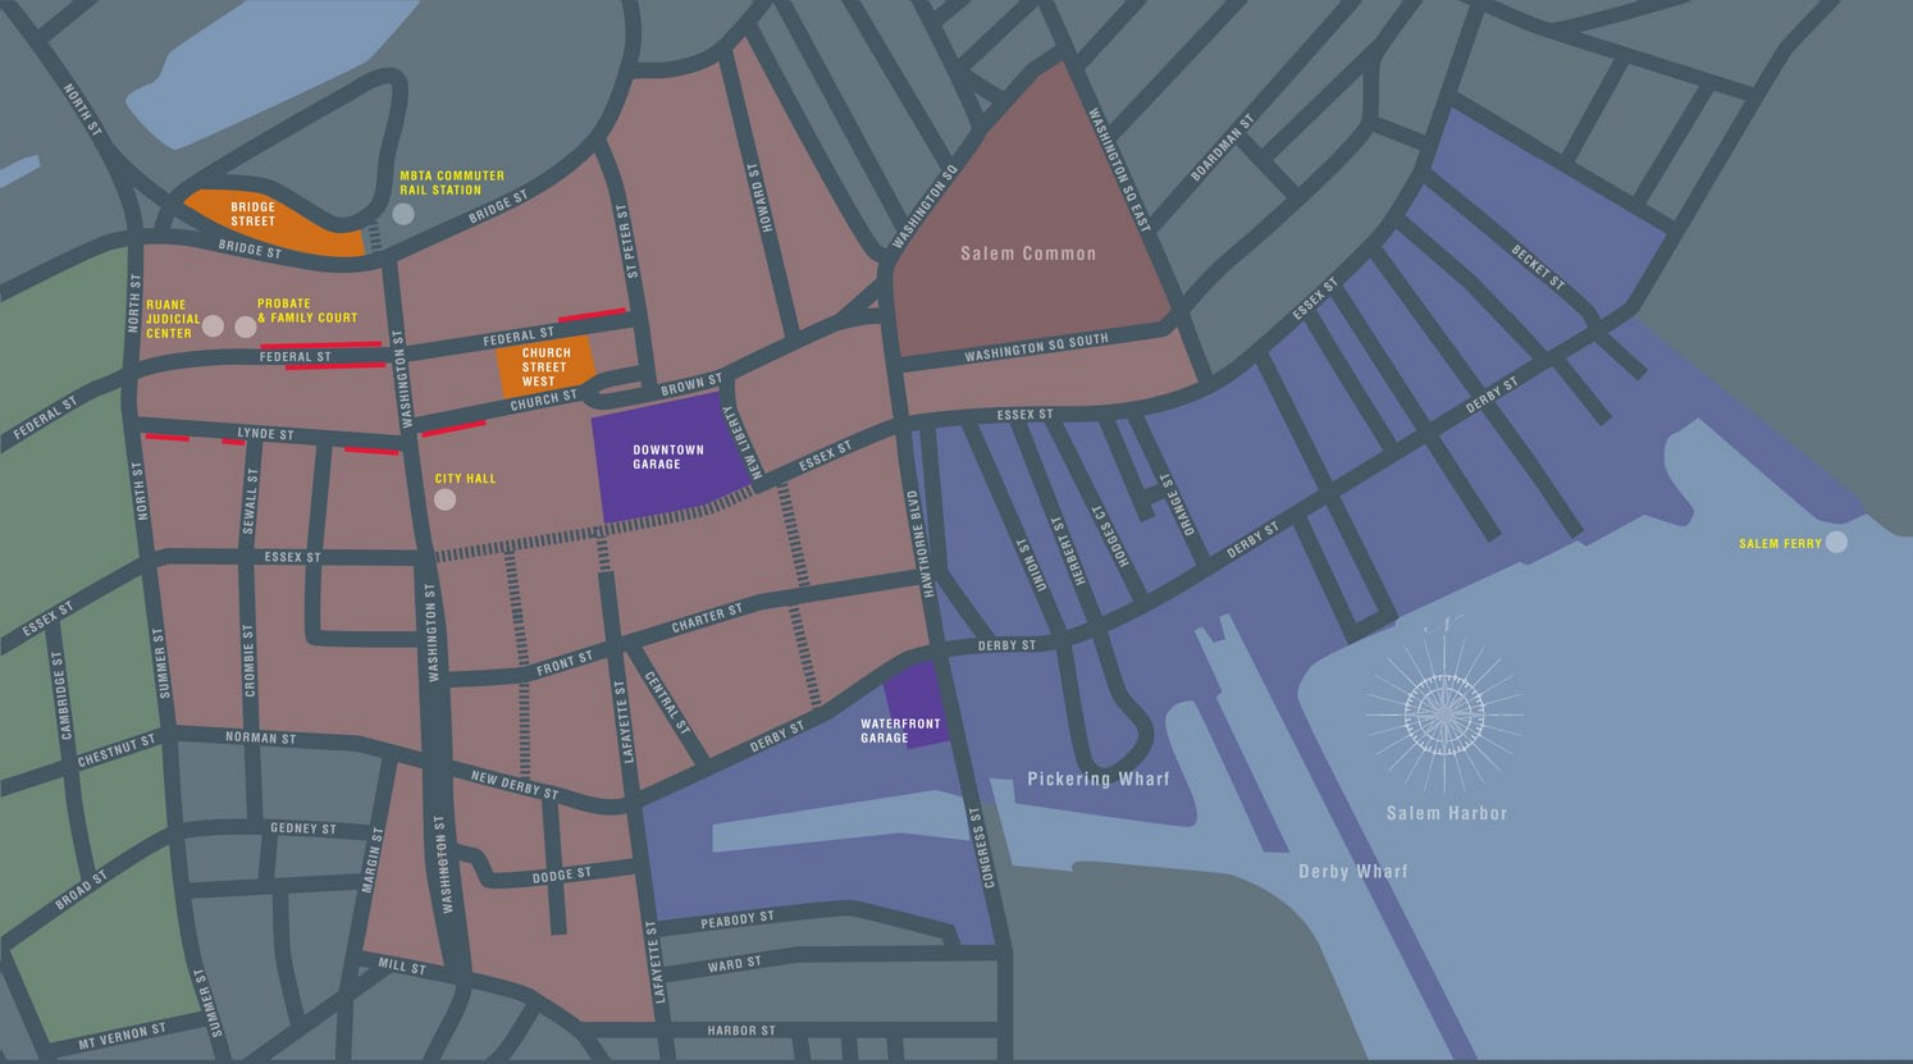 NORTH ST
MBTA COMMUTER
RAIL STATION
BRIDGE
STREET
BRIDGE ST
BRIDGE ST
ST PETER ST
HOWARD ST
WASHINGTON SQ
WASHINGTON SQ EAST
BOARDMAN ST
Salem Common
BECKET ST
ESSEX ST
NORTH ST
RUANE
JUDICIAL
CENTER
PROBATE
& FAMILY COURT
FEDERAL ST
WASHINGTON ST
FEDERAL ST
CHURCH
STREET
WEST
CHURCH ST
BROWN ST
WASHINGTON SQ SOUTH
FEDERAL ST
LYNDE ST
ESSEX ST
DERBY ST
DOWNTOWN
GARAGE
NEW LIBERTY
ESSEX ST
CITY HALL
NORTH ST
SEWALL ST
HAWTHORNE BLVD
ORANGE ST
HODGES CT
HERBERT ST
UNION ST
DERBY ST
SALEM FERRY
ESSEX ST
ESSEX ST
SUMMER ST
CROMBIE ST
WASHINGTON ST
CHARTER ST
FRONT ST
DERBY ST
N
CAMBRIDGE ST
CHESTNUT ST
NORMAN ST
LAFAYETTE ST
CENTRAL ST
DERBY ST
WATERFRONT
GARAGE
NEW DERBY ST
Pickering Wharf
Salem Harbor
GEDNEY ST
MARGIN ST
WASHINGTON ST
DODGE ST
CONGRESS ST
Derby Wharf
BROAD ST
PEABODY ST
MILL ST
LAFAYETTE ST
WARD ST
SUMMER ST
MT VERNON ST
HARBOR ST